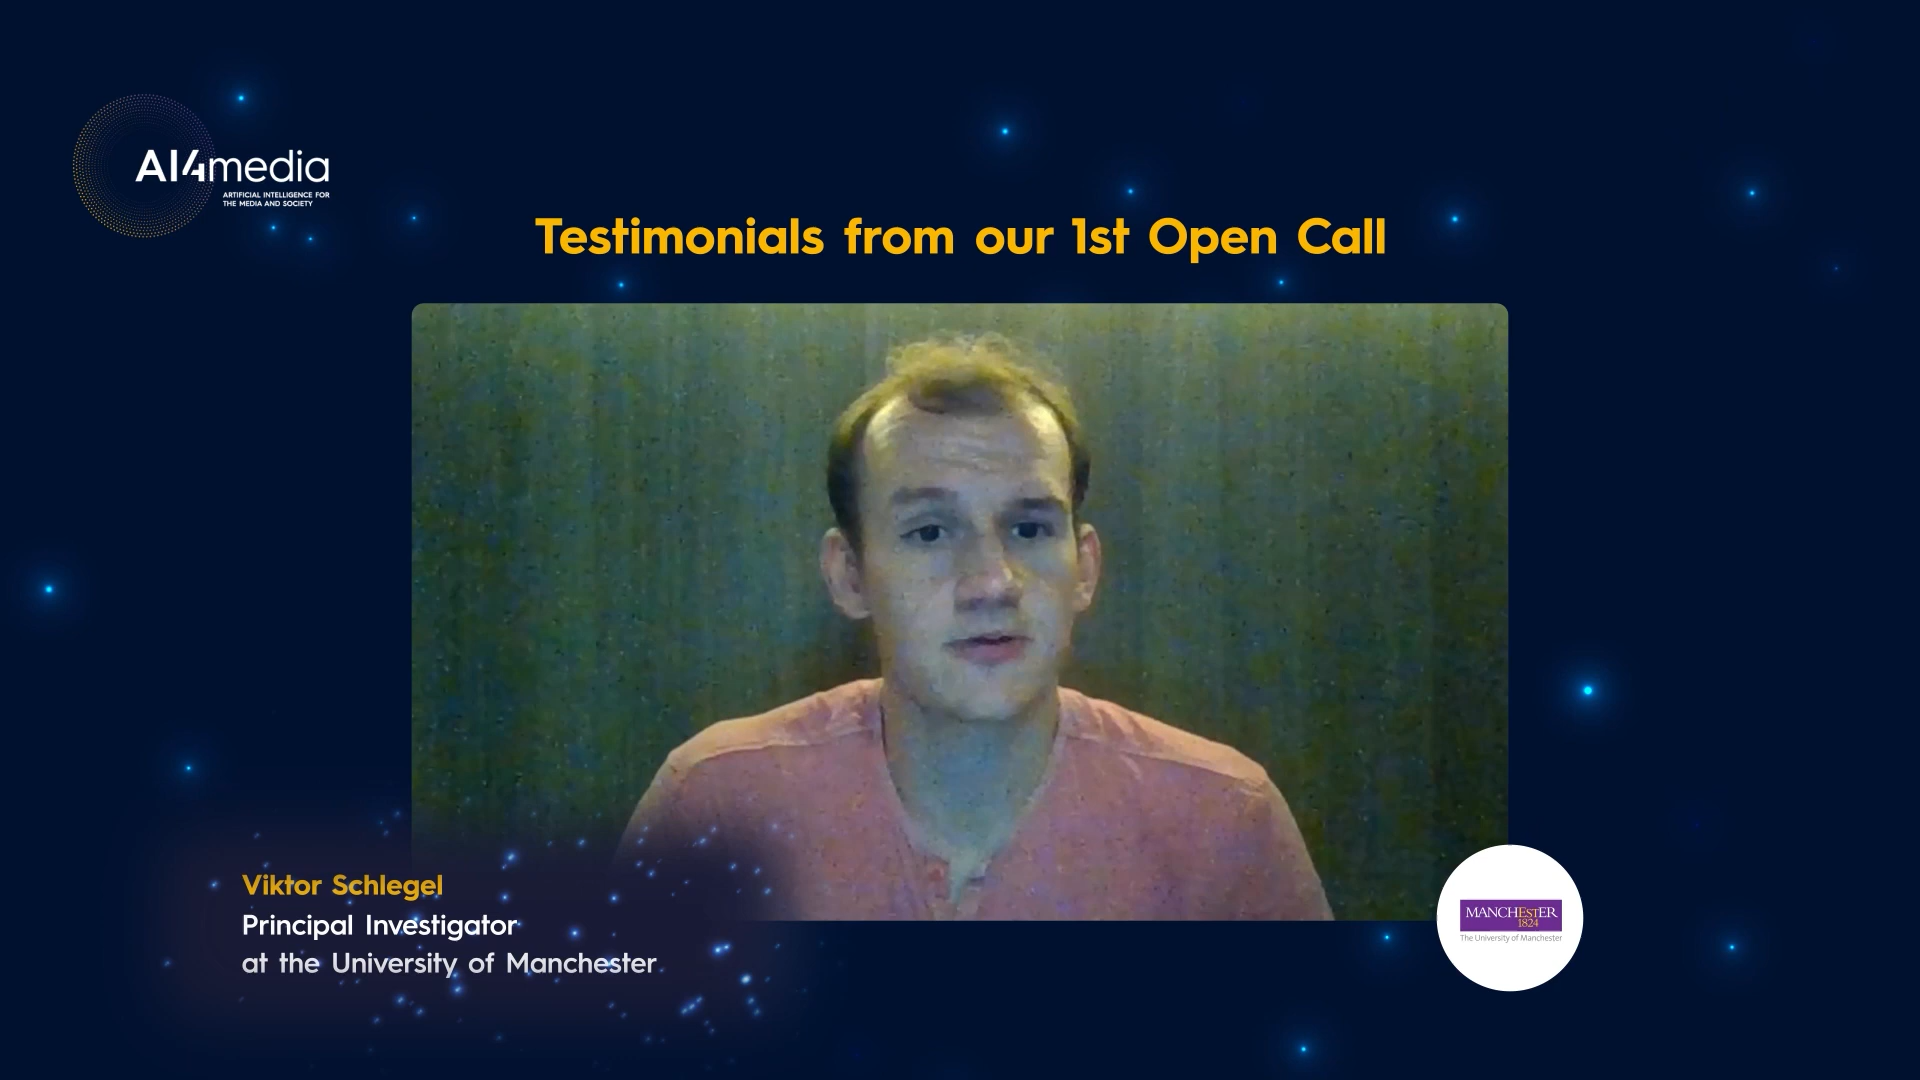 AI4media
ARTIFICIAL INTELLIGENCE FOR
THE MEDIA AND SOCIETY
Testimonials from our 1st Open Call
Viktor Schlegel
Principal Investigator
at the University of Manchester
MANCHESTER
1824
The University of Manchester